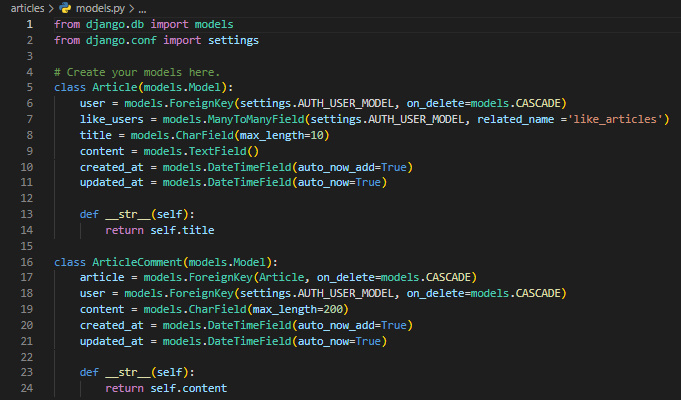 articles > models.py > ...
1 from django.db import models
2 from django.conf import settings
3
4 # Create your models here.
5 class Article(models.Model):
6     user = models.ForeignKey(settings.AUTH_USER_MODEL, on_delete=models.CASCADE)
7     like_users = models.ManyToManyField(settings.AUTH_USER_MODEL, related_name ='like_articles')
8     title = models.CharField(max_length=10)
9     content = models.TextField()
10     created_at = models.DateTimeField(auto_now_add=True)
11     updated_at = models.DateTimeField(auto_now=True)
12
13     def __str__(self):
14         return self.title
15
16 class ArticleComment(models.Model):
17     article = models.ForeignKey(Article, on_delete=models.CASCADE)
18     user = models.ForeignKey(settings.AUTH_USER_MODEL, on_delete=models.CASCADE)
19     content = models.CharField(max_length=200)
20     created_at = models.DateTimeField(auto_now_add=True)
21     updated_at = models.DateTimeField(auto_now=True)
22
23     def __str__(self):
24         return self.content